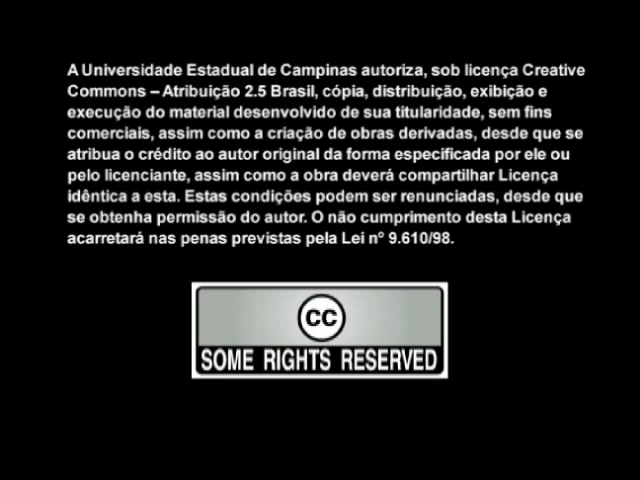 A Universidade Estadual de Campinas autoriza, sob licença Creative
Commons – Atribuição 2.5 Brasil, cópia, distribuição, exibição e
execução do material desenvolvido de sua titularidade, sem fins
comerciais, assim como a criação de obras derivadas, desde que se
atribua o crédito ao autor original da forma especificada por ele ou
pelo licenciante, assim como a obra deverá compartilhar Licença
idêntica a esta. Estas condições podem ser renunciadas, desde que
se obtenha permissão do autor. O não cumprimento desta Licença
acarretará nas penas previstas pela Lei nº 9.610/98.
CC
SOME RIGHTS RESERVED